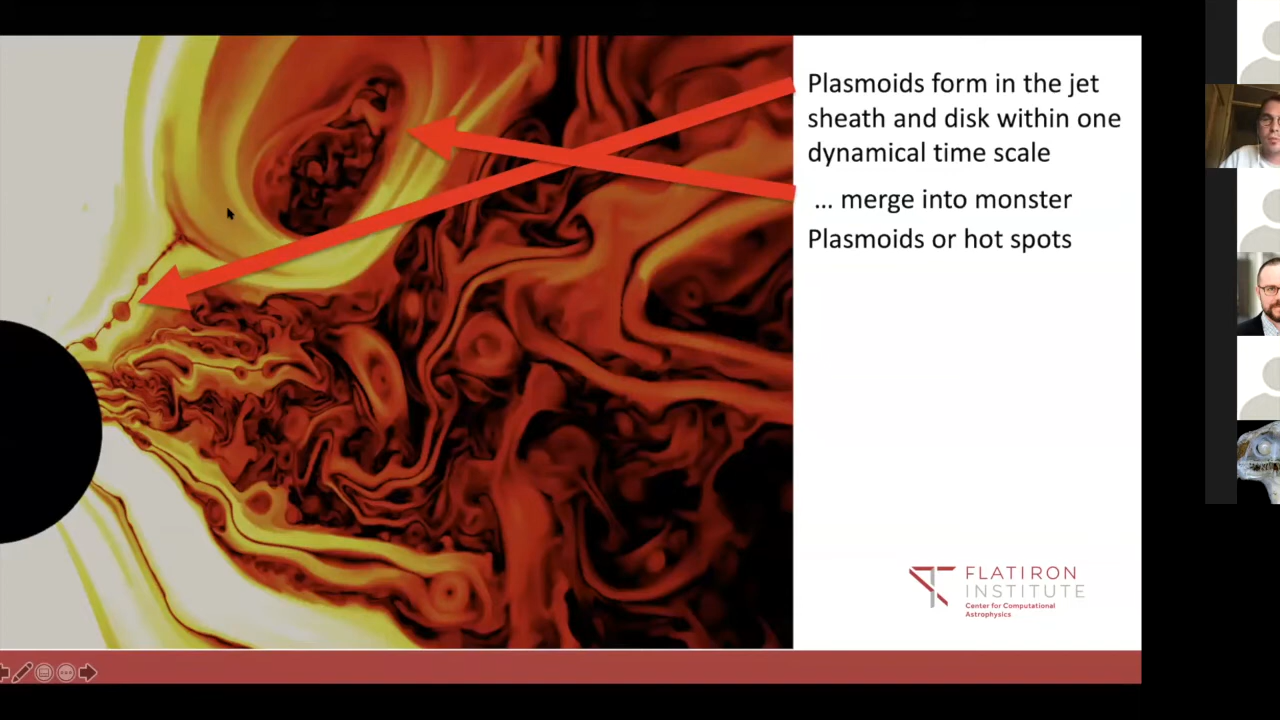 Plasmoids form in the jet
sheath and disk within one
dynamical time scale
... merge into monster
Plasmoids or hot spots
FLATIRON
INSTITUTE
Center for Computational
Astrophysics